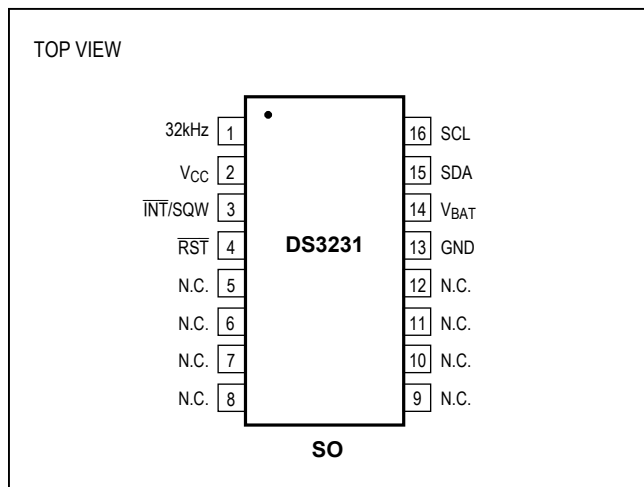 TOP VIEW
32kHz 1 16 SCL
VCC 2 15 SDA
INT/SQW 3 14 VBAT
RST 4 DS3231 13 GND
N.C. 5 12 N.C.
N.C. 6 11 N.C.
N.C. 7 10 N.C.
N.C. 8 9 N.C.
SO